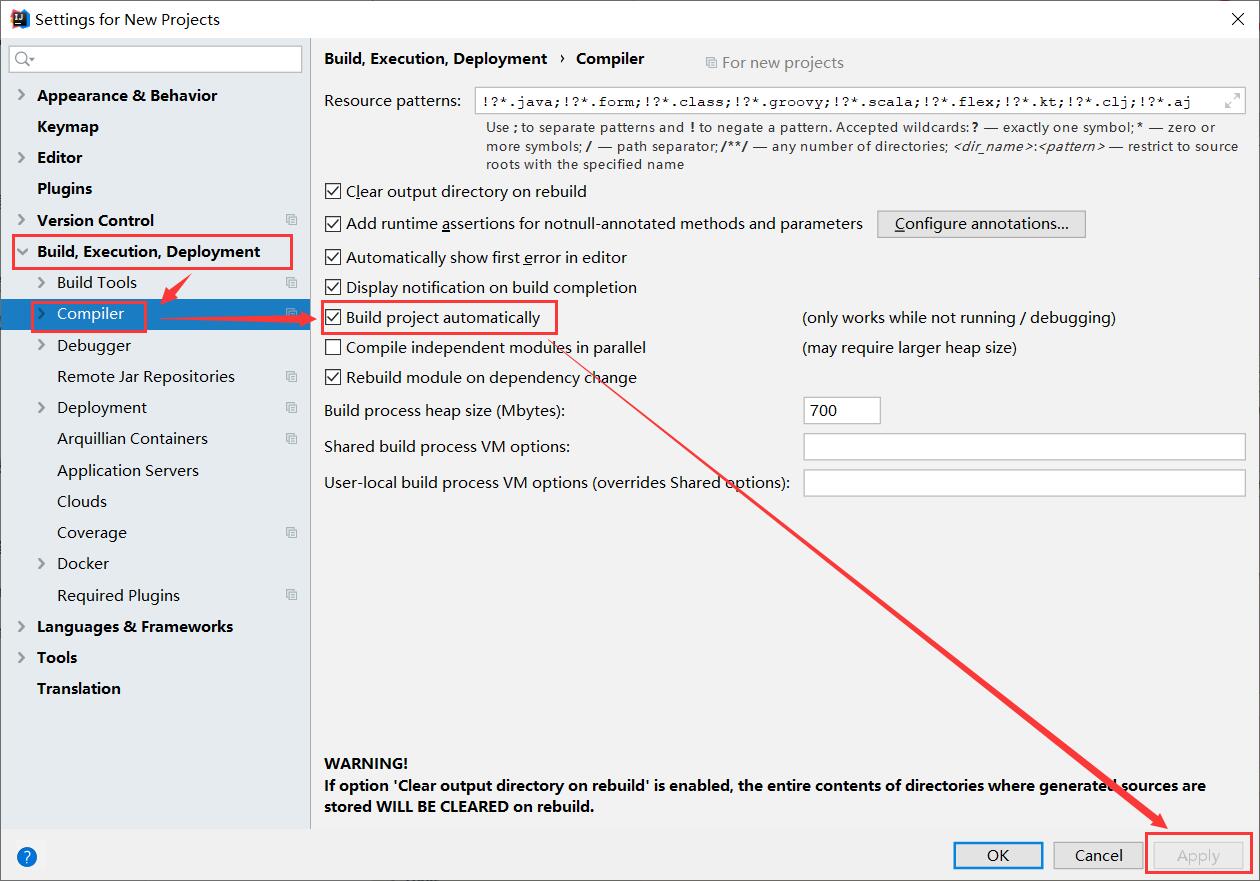 Settings for New Projects
Appearance & Behavior
Keymap
Editor
Plugins
Version Control
Build, Execution, Deployment
Build Tools
Compiler
Debugger
Remote Jar Repositories
Deployment
Arquillian Containers
Application Servers
Clouds
Coverage
Docker
Required Plugins
Languages & Frameworks
Tools
Translation
Build, Execution, Deployment › Compiler
For new projects
Resource patterns: !?*.java;!?*.form;!?*.class;!?*.groovy;!?*.scala;!?*.flex;!?*.kt;!?*.clj;!?*.aj
Use ; to separate patterns and ! to negate a pattern. Accepted wildcards: ? — exactly one symbol; * — zero or
more symbols; / — path separator; /**/ — any number of directories; <dir_name>:<pattern> — restrict to source
roots with the specified name
Clear output directory on rebuild
Add runtime assertions for notnull-annotated methods and parameters Configure annotations...
Automatically show first error in editor
Display notification on build completion
Build project automatically (only works while not running / debugging)
Compile independent modules in parallel (may require larger heap size)
Rebuild module on dependency change
Build process heap size (Mbytes): 700
Shared build process VM options:
User-local build process VM options (overrides Shared options):
WARNING!
If option 'Clear output directory on rebuild' is enabled, the entire contents of directories where generated sources are
stored WILL BE CLEARED on rebuild.
? OK Cancel Apply